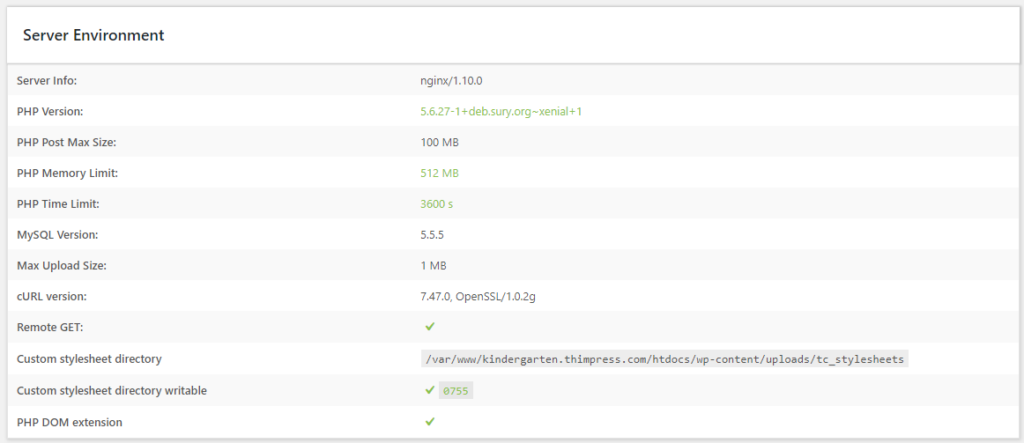 Server Environment
Server Info: nginx/1.10.0
PHP Version: 5.6.27-1+deb.sury.org~xenial+1
PHP Post Max Size: 100 MB
PHP Memory Limit: 512 MB
PHP Time Limit: 3600 s
MySQL Version: 5.5.5
Max Upload Size: 1 MB
cURL version: 7.47.0, OpenSSL/1.0.2g
Remote GET: ✔
Custom stylesheet directory /var/www/kindergarten.thimpress.com/htdocs/wp-content/uploads/tc_stylesheets
Custom stylesheet directory writable ✔ 0755
PHP DOM extension ✔